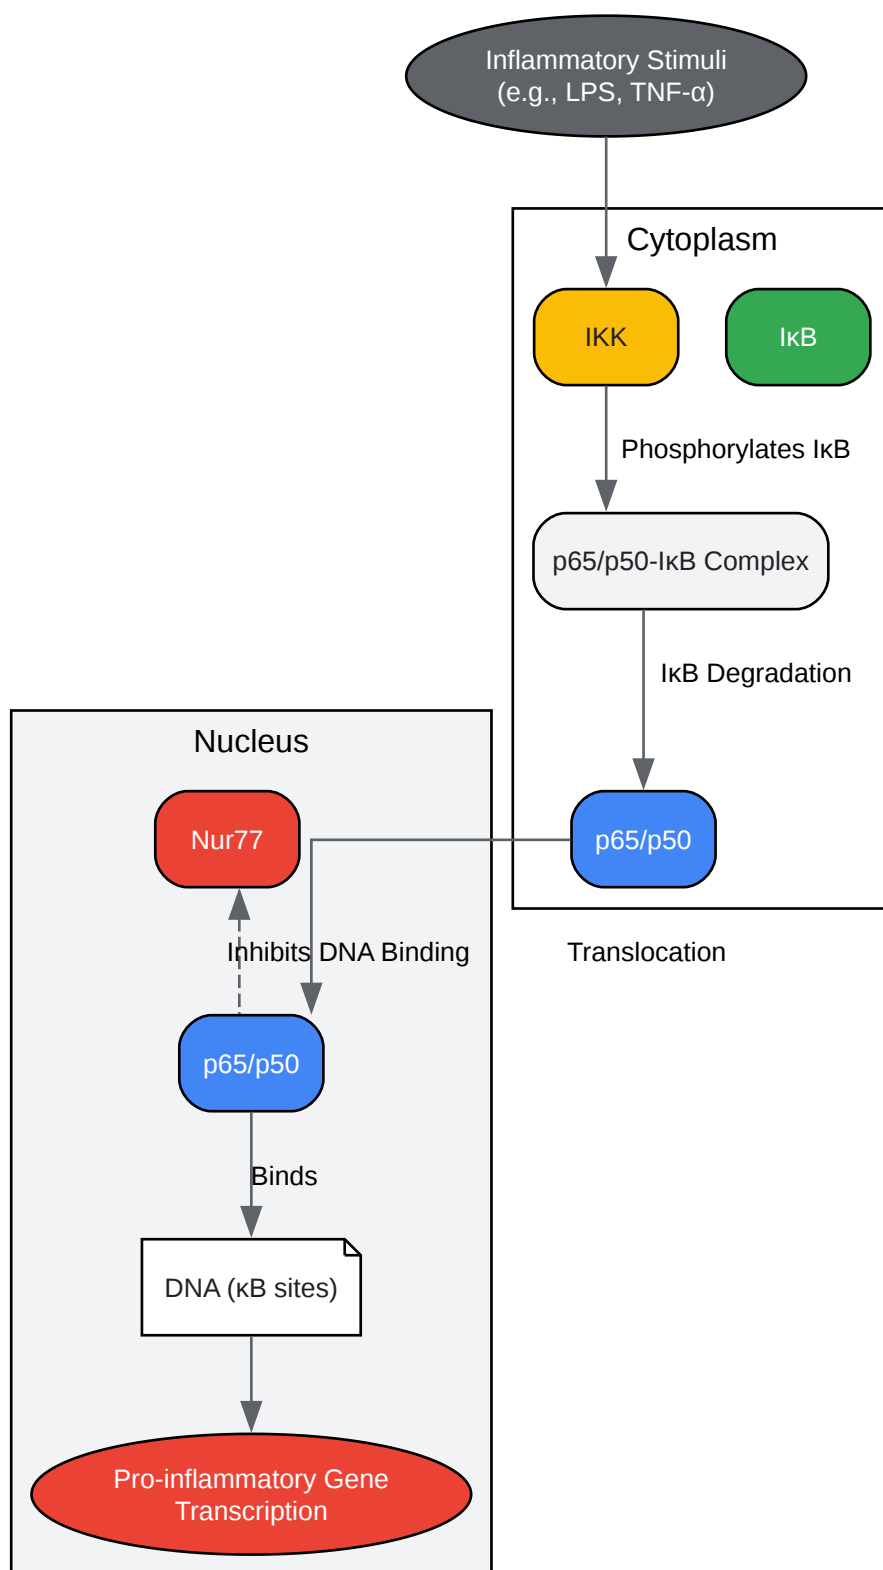 Inflammatory Stimuli
(e.g., LPS, TNF-α)
Cytoplasm
IKK
IκB
Phosphorylates IκB
p65/p50-IκB Complex
IκB Degradation
Nucleus
Nur77
p65/p50
Inhibits DNA Binding
Translocation
p65/p50
Binds
DNA (κB sites)
Pro-inflammatory Gene
Transcription